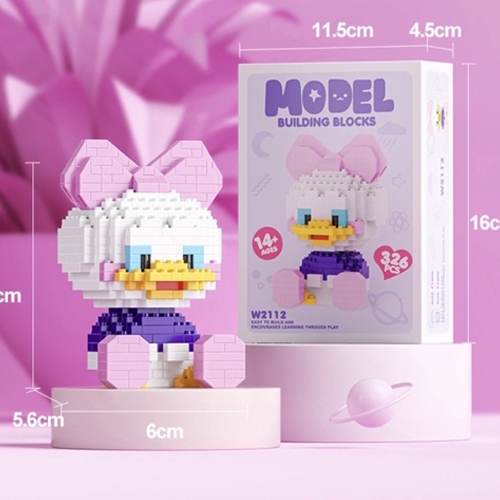 11.5cm
4.5cm
MODEL
BUILDING BLOCKS
14+
AGES
326
PCS
W2112
EASY TO BUILD AND
ENCOURAGES LEARNING THROUGH PLAY
W2112
16c
cm
5.6cm
6cm